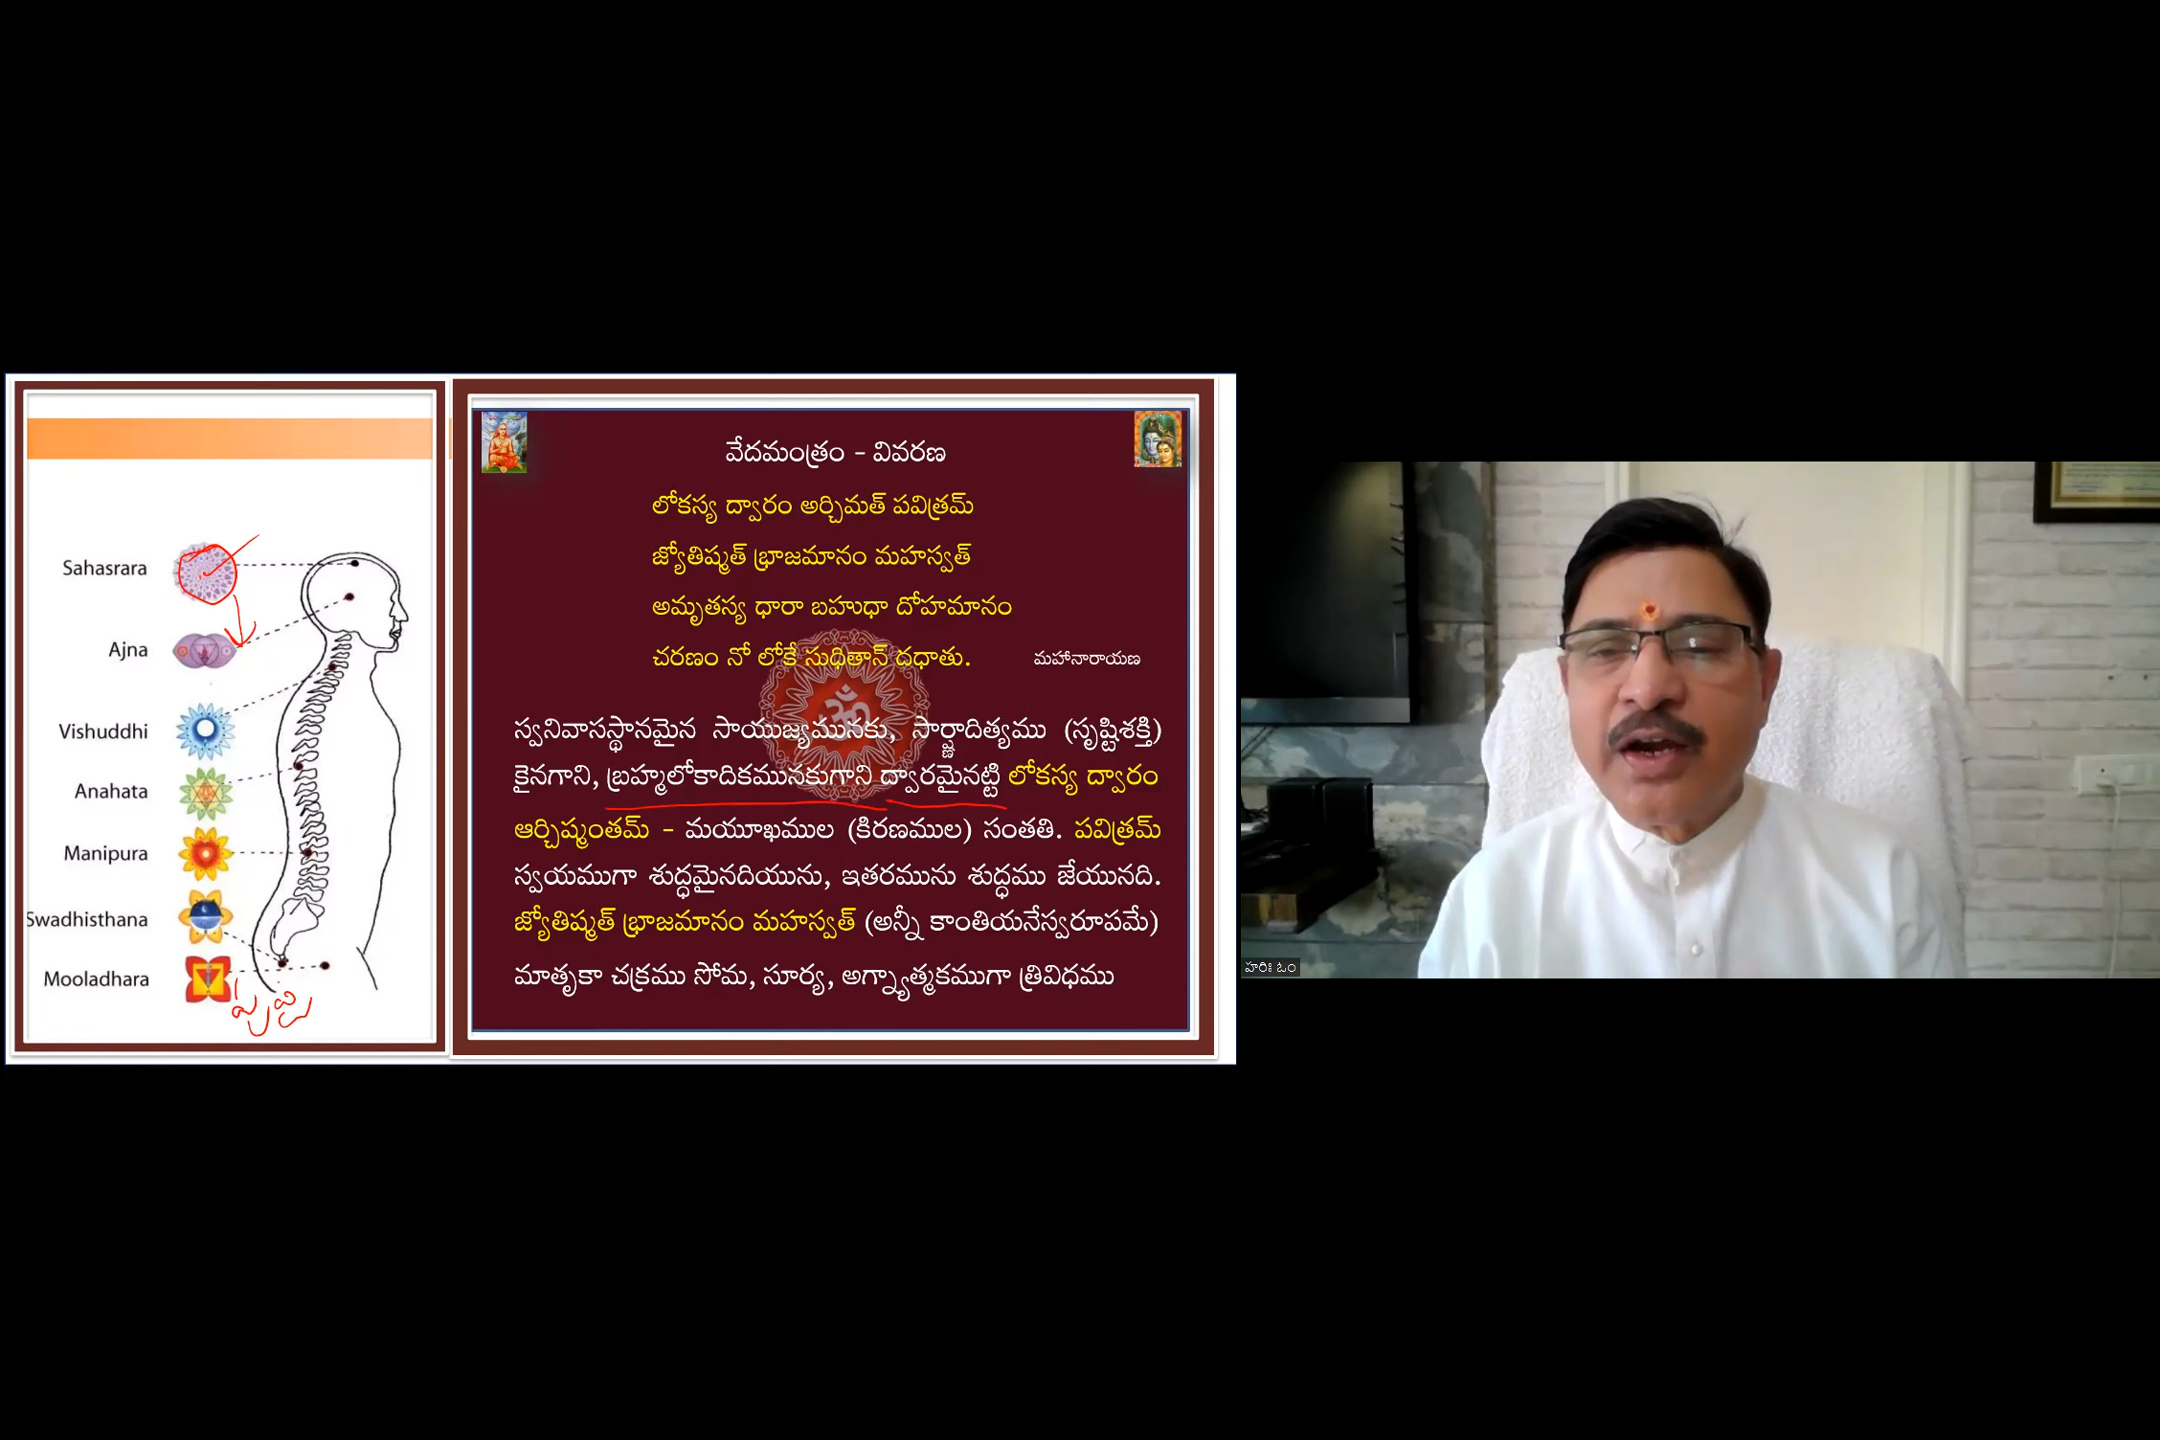 Sahasrara
Ajna
Vishuddhi
Anahata
Manipura
Swadhisthana
Mooladhara
వేదమంత్రం - వివరణ
లోకస్య ద్వారం అర్చిమత్ పవిత్రమ్
జ్యోతిష్మత్ భ్రాజమానం మహస్వత్
అమృతస్య ధారా బహుధా దోహమానం
చరణం నో లోకే సుధితాన్ దధాతు. మహానారాయణ
స్వనివాసస్థానమైన సాయుజ్యమునకు, సార్ఙ్గాదిత్యము (సృష్టిశక్తి)
కైనగాని, బ్రహ్మలోకాదికమునకుగాని ద్వారమైనట్టి లోకస్య ద్వారం
ఆర్చిష్మంతమ్ - మయూఖముల (కిరణముల) సంతతి. పవిత్రమ్
స్వయముగా శుద్ధమైనదియును, ఇతరమును శుద్ధము జేయునది.
జ్యోతిష్మత్ భ్రాజమానం మహస్వత్ (అన్నీ కాంతియనేస్వరూపమే)
మాతృకా చక్రము సోమ, సూర్య, అగ్న్యాత్మకముగా త్రివిధము
ॐ
హరిః ఓం